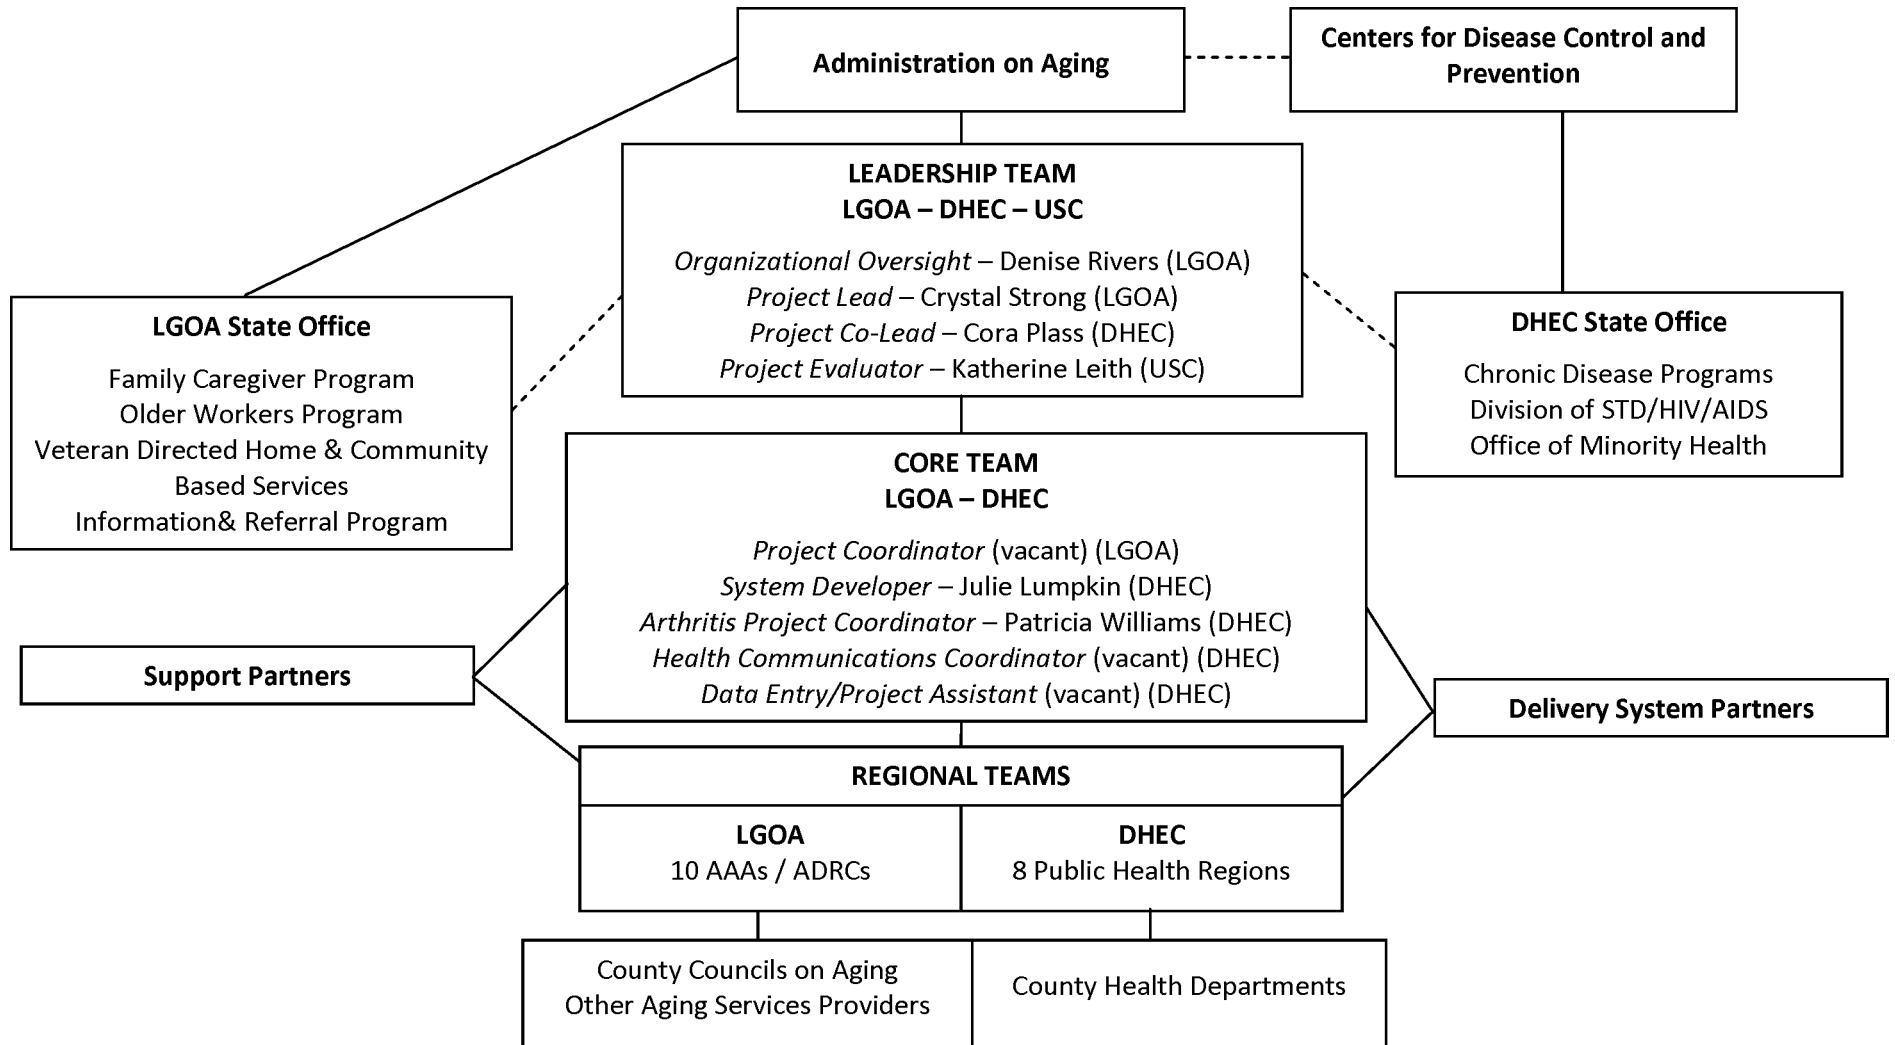 Administration on Aging
Centers for Disease Control and
Prevention
LEADERSHIP TEAM
LGOA – DHEC – USC
Organizational Oversight – Denise Rivers (LGOA)
Project Lead – Crystal Strong (LGOA)
Project Co-Lead – Cora Plass (DHEC)
Project Evaluator – Katherine Leith (USC)
LGOA State Office
Family Caregiver Program
Older Workers Program
Veteran Directed Home & Community
Based Services
Information& Referral Program
DHEC State Office
Chronic Disease Programs
Division of STD/HIV/AIDS
Office of Minority Health
CORE TEAM
LGOA – DHEC
Project Coordinator (vacant) (LGOA)
System Developer – Julie Lumpkin (DHEC)
Arthritis Project Coordinator – Patricia Williams (DHEC)
Health Communications Coordinator (vacant) (DHEC)
Data Entry/Project Assistant (vacant) (DHEC)
Support Partners
Delivery System Partners
REGIONAL TEAMS
LGOA
10 AAAs / ADRCs
DHEC
8 Public Health Regions
County Councils on Aging
Other Aging Services Providers
County Health Departments